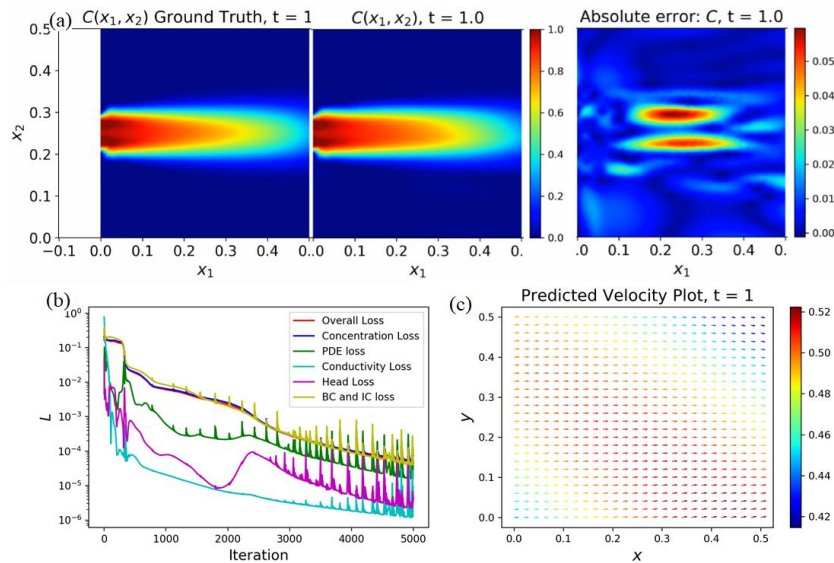 (a)
C(x₁, x₂) Ground Truth, t = 1
C(x₁, x₂), t = 1.0
Absolute error: C, t = 1.0
0.5
0.4
0.3
0.2
0.1
0.0
x₂
−0.1 0.0 0.1 0.2 0.3 0.4 0.5
x₁
0.0 0.1 0.2 0.3 0.4 0.
x₁
1.0
0.8
0.6
0.4
0.2
0.0
.0 0.1 0.2 0.3 0.4 0.
x₁
0.05
0.04
0.03
0.02
0.01
0.00
(b)
10⁰
10⁻¹
10⁻²
10⁻³
10⁻⁴
10⁻⁵
10⁻⁶
L
Overall Loss
Concentration Loss
PDE loss
Conductivity Loss
Head Loss
BC and IC loss
0 1000 2000 3000 4000 5000
Iteration
(c)
Predicted Velocity Plot, t = 1
0.5
0.4
0.3
0.2
0.1
0.0
y
0.0 0.1 0.2 0.3 0.4 0.5
x
0.52
0.50
0.48
0.46
0.44
0.42